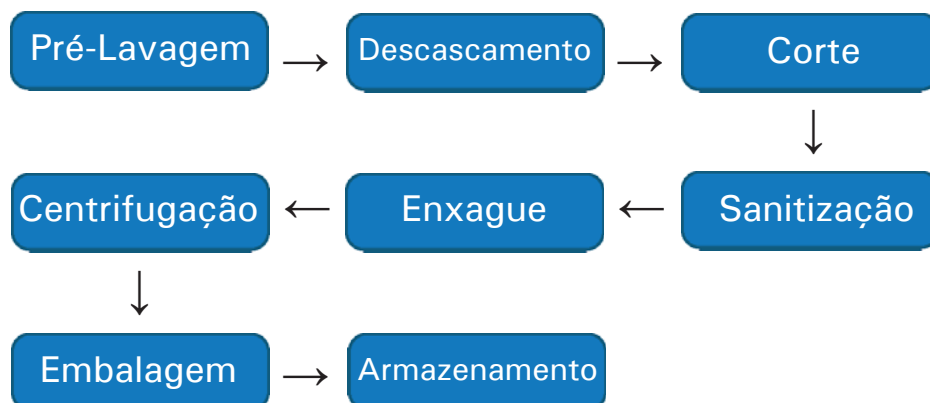 Pré-Lavagem
Descascamento
Corte
Sanitização
Enxague
Centrifugação
Embalagem
Armazenamento